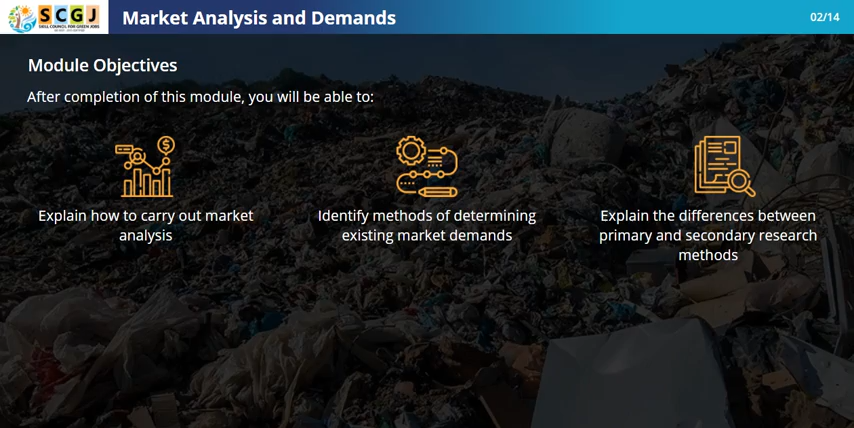 SCGJ
SKILL COUNCIL FOR GREEN JOBS
Market Analysis and Demands
02/14
Module Objectives
After completion of this module, you will be able to:
$
Explain how to carry out market
analysis
Identify methods of determining
existing market demands
Explain the differences between
primary and secondary research
methods